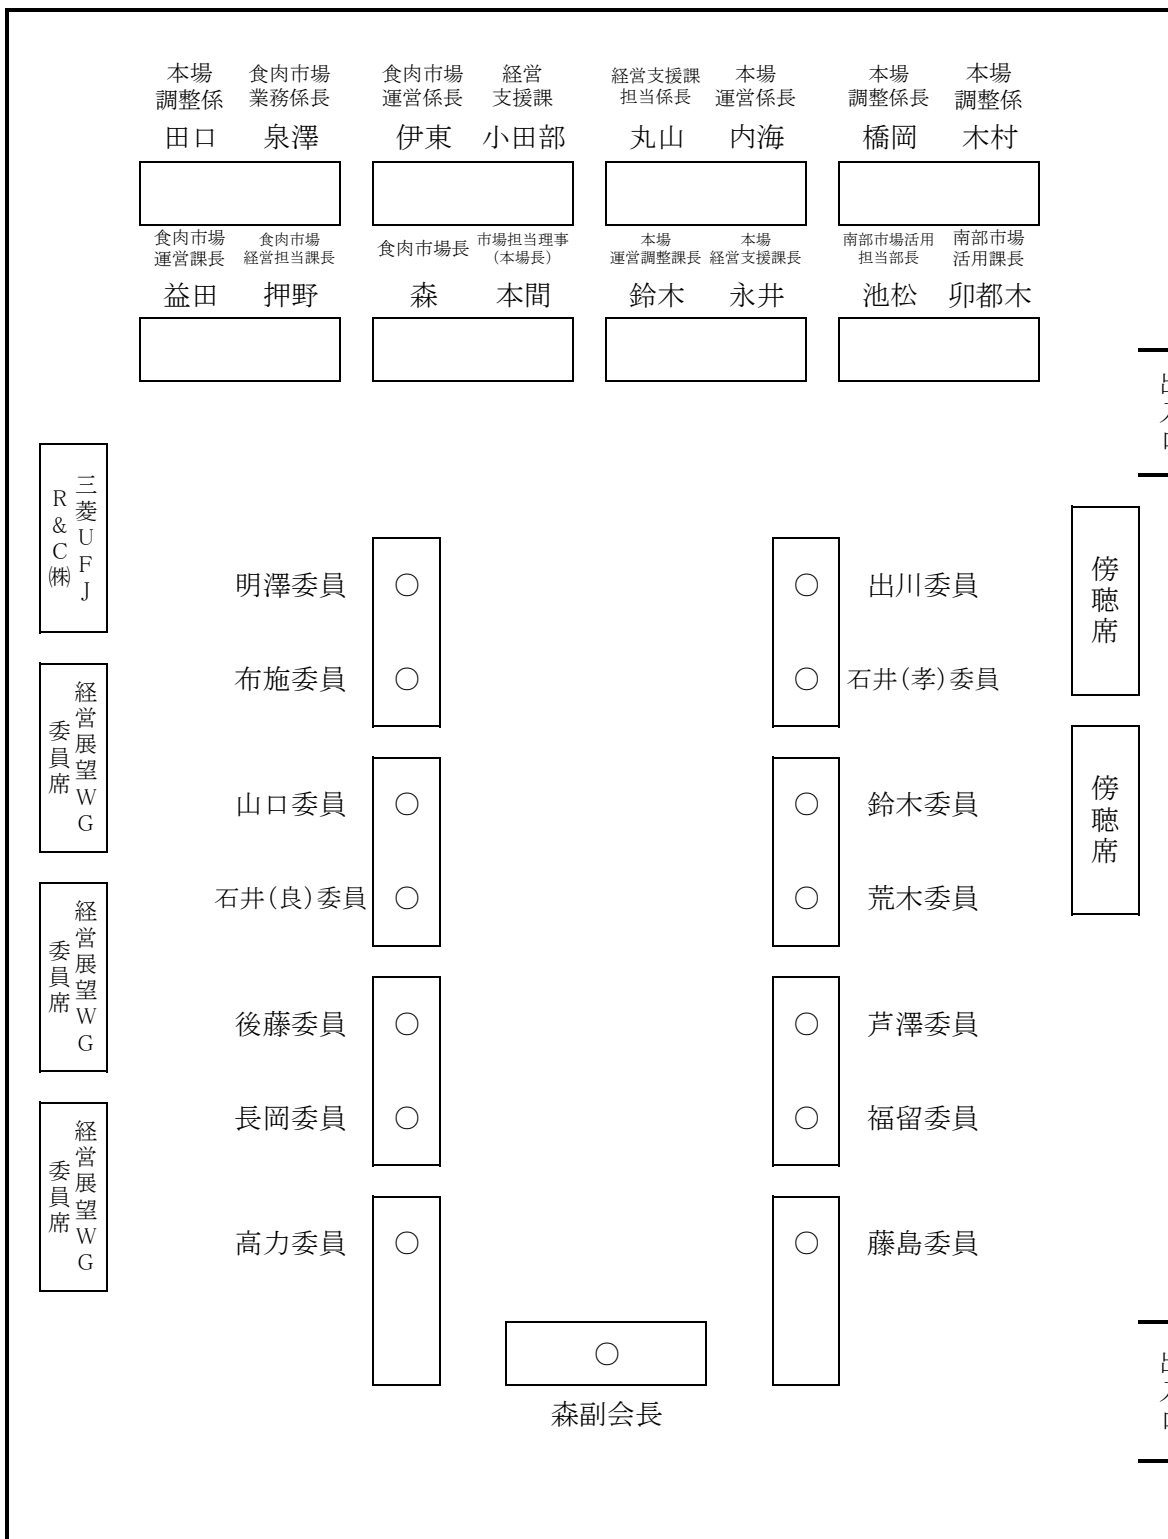 本場
調整係
田口
食肉市場
業務係長
泉澤
食肉市場
運営係長
伊東
経営
支援課
小田部
経営支援課
担当係長
丸山
本場
運営係長
内海
本場
調整係長
橋岡
本場
調整係
木村
食肉市場
運営課長
益田
食肉市場
経営担当課長
押野
食肉市場長
森
市場担当理事
(本場長)
本間
本場
運営調整課長
鈴木
本場
経営支援課長
永井
南部市場活用
担当部長
池松
南部市場
活用課長
卯都木
三菱UFJ
R&C㈱
経営展望WG
委員席
経営展望WG
委員席
経営展望WG
委員席
明澤委員 ○
布施委員 ○
山口委員 ○
石井(良)委員 ○
後藤委員 ○
長岡委員 ○
高力委員 ○
○ 出川委員
○ 石井(孝)委員
○ 鈴木委員
○ 荒木委員
○ 芦澤委員
○ 福留委員
○ 藤島委員
○
森副会長
傍聴席
傍聴席